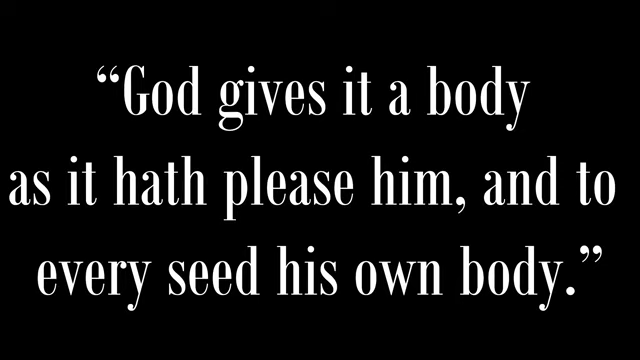 “God gives it a body
as it hath please him, and to
every seed his own body.”